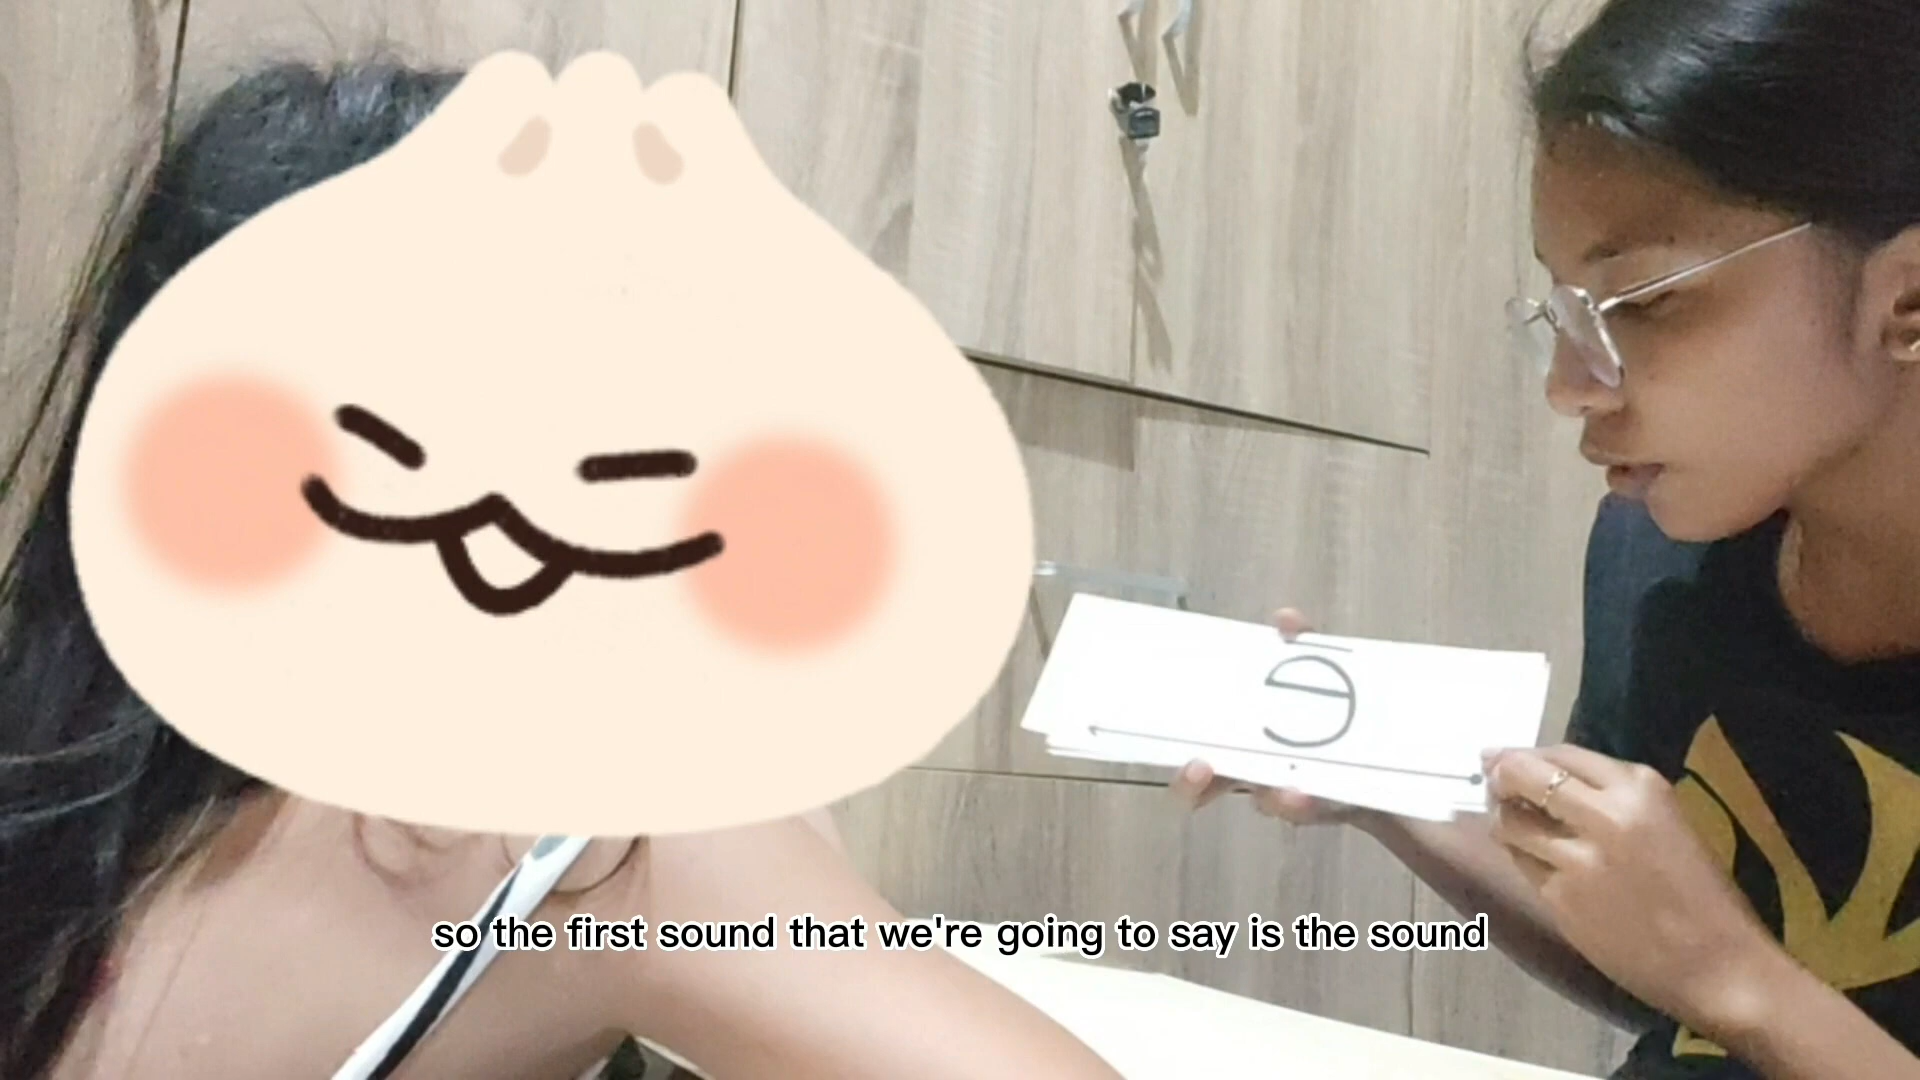 e
so the first sound that we're going to say is the sound